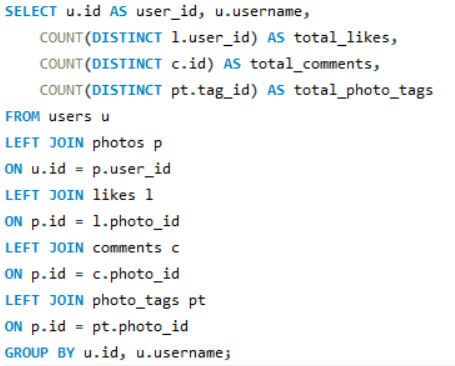 SELECT u.id AS user_id, u.username,
    COUNT(DISTINCT l.user_id) AS total_likes,
    COUNT(DISTINCT c.id) AS total_comments,
    COUNT(DISTINCT pt.tag_id) AS total_photo_tags
FROM users u
LEFT JOIN photos p
ON u.id = p.user_id
LEFT JOIN likes l
ON p.id = l.photo_id
LEFT JOIN comments c
ON p.id = c.photo_id
LEFT JOIN photo_tags pt
ON p.id = pt.photo_id
GROUP BY u.id, u.username;